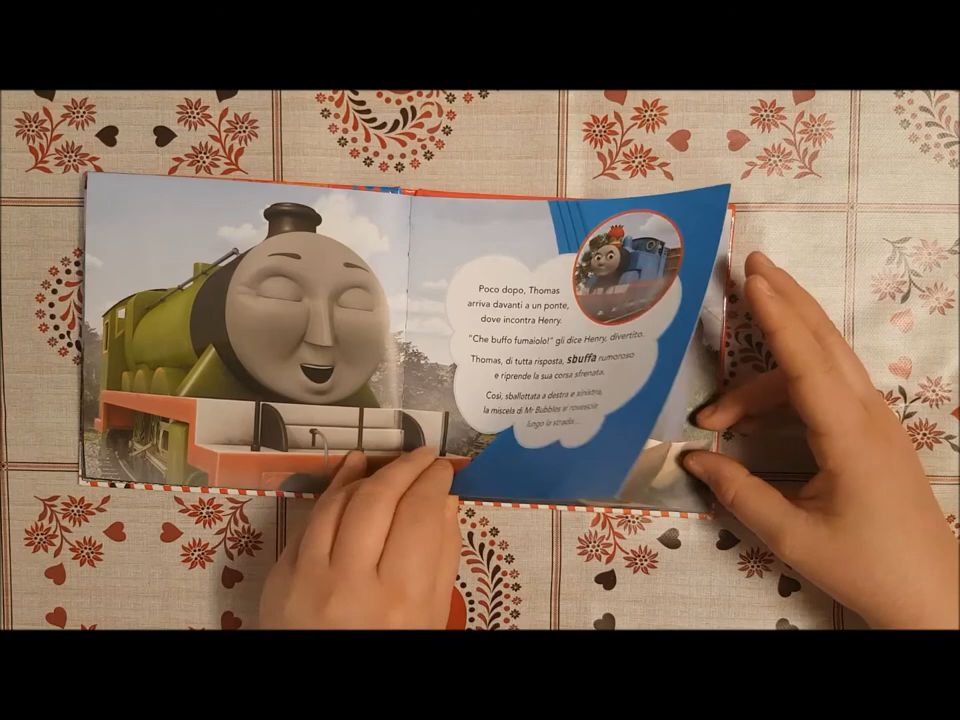 Poco dopo, Thomas
arriva davanti a un ponte,
dove incontra Henry.
"Che buffo fumaiolo!" gli dice Henry, divertito.
Thomas, di tutta risposta, sbuffa rumoroso
e riprende la sua corsa sfrenata.
Così, sballottata a destra e sinistra,
la miscela di Mr Bubbles si rovescia
lungo la strada...